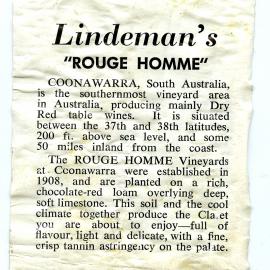 Lindeman's
"ROUGE HOMME"
COONAWARRA, South Australia,
is the southernmost vineyard area
in Australia, producing mainly Dry
Red table wines. It is situated
between the 37th and 38th latitudes,
200 ft. above sea level, and some
50 miles inland from the coast.
The ROUGE HOMME Vineyards
at Coonawarra were established in
1908, and are planted on a rich,
chocolate-red loam overlying deep,
soft limestone. This soil and the cool
climate together produce the Cla et
you are about to enjoy—full of
flavour, light and delicate, with a fine,
crisp tannin astringency on the palate.